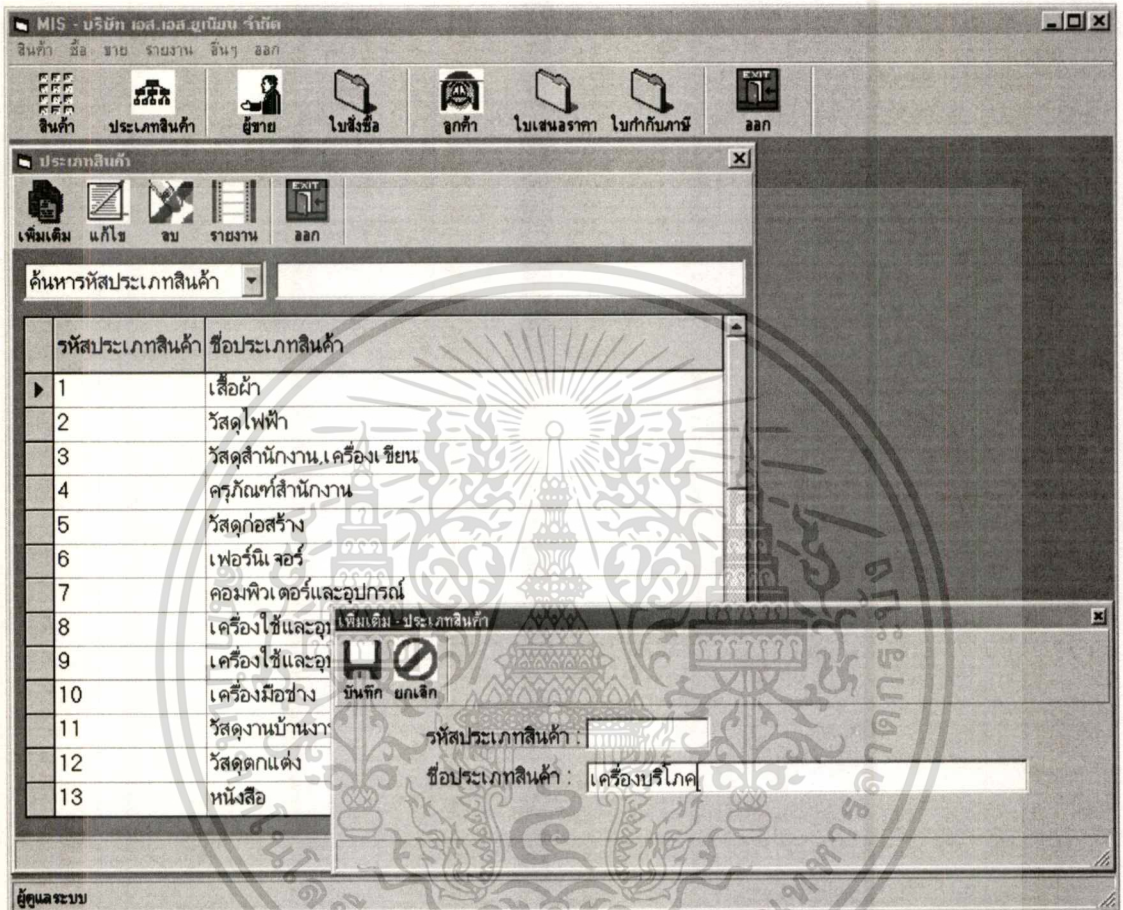 MIS - บริษัท เอส.เอส.ยูเนียน จำกัด
สินค้า ซื้อ ขาย รายงาน อื่นๆ ออก
EXIT
สินค้า ประเภทสินค้า ผู้ขาย ใบสั่งซื้อ ลูกค้า ใบเสนอราคา ใบกำกับภาษี ออก
ประเภทสินค้า
EXIT
เพิ่มเติม แก้ไข ลบ รายงาน ออก
ค้นหารหัสประเภทสินค้า
รหัสประเภทสินค้า ชื่อประเภทสินค้า
1 เสื้อผ้า
2 วัสดุไฟฟ้า
3 วัสดุสำนักงาน,เครื่องเขียน
4 ครุภัณฑ์สำนักงาน
5 วัสดุก่อสร้าง
6 เฟอร์นิเจอร์
7 คอมพิวเตอร์และอุปกรณ์
8 เครื่องใช้และอุป
9 เครื่องใช้และอุป
10 เครื่องมือช่าง
11 วัสดุงานบ้านงา
12 วัสดุตกแต่ง
13 หนังสือ
เพิ่มเติม - ประเภทสินค้า
บันทึก ยกเลิก
รหัสประเภทสินค้า :
ชื่อประเภทสินค้า : เครื่องบริโภค
ผู้ดูแลระบบ